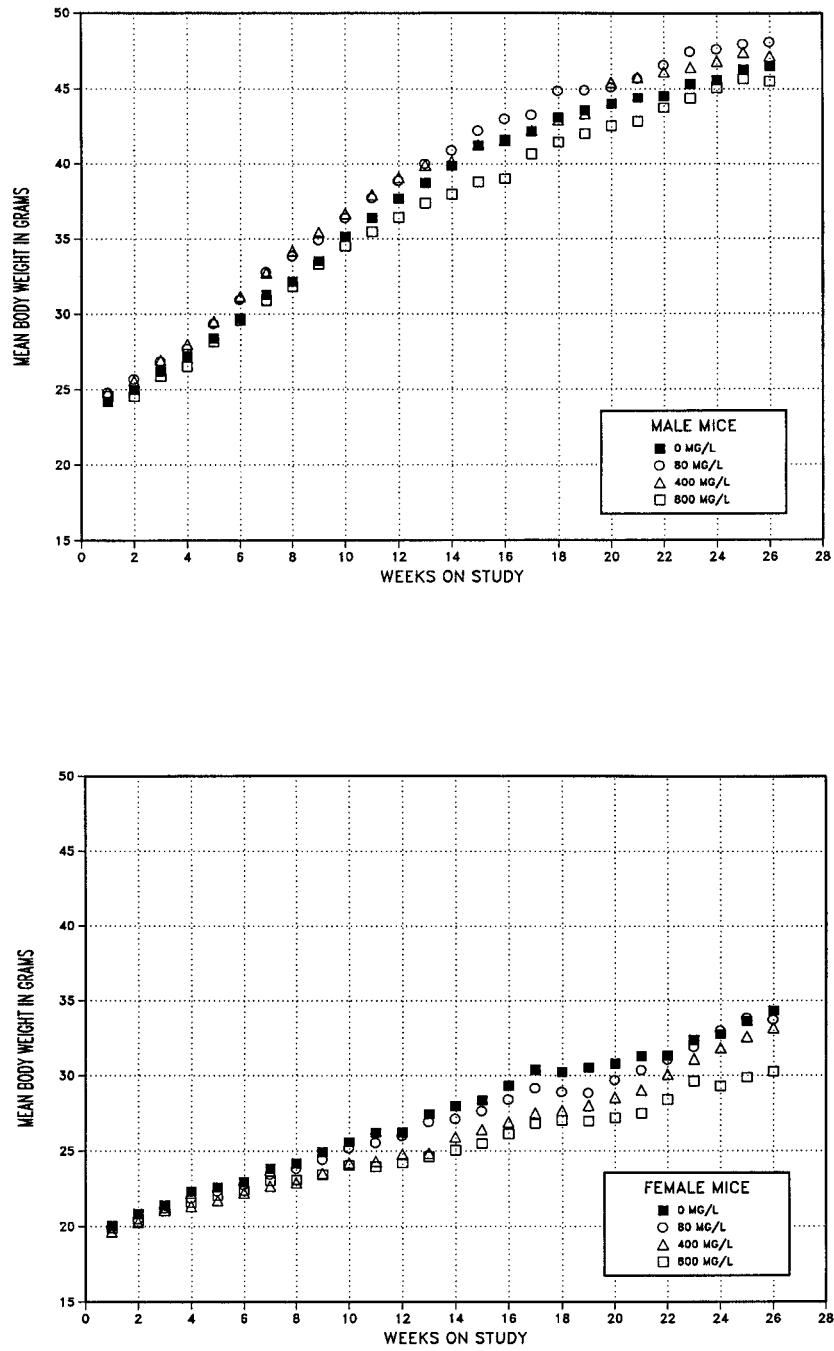 50
45
40
35
30
25
20
15
MEAN BODY WEIGHT IN GRAMS
MALE MICE
0 MG/L
80 MG/L
400 MG/L
800 MG/L
0 2 4 6 8 10 12 14 16 18 20 22 24 26 28
WEEKS ON STUDY
50
45
40
35
30
25
20
15
MEAN BODY WEIGHT IN GRAMS
FEMALE MICE
0 MG/L
80 MG/L
400 MG/L
800 MG/L
0 2 4 6 8 10 12 14 16 18 20 22 24 26 28
WEEKS ON STUDY